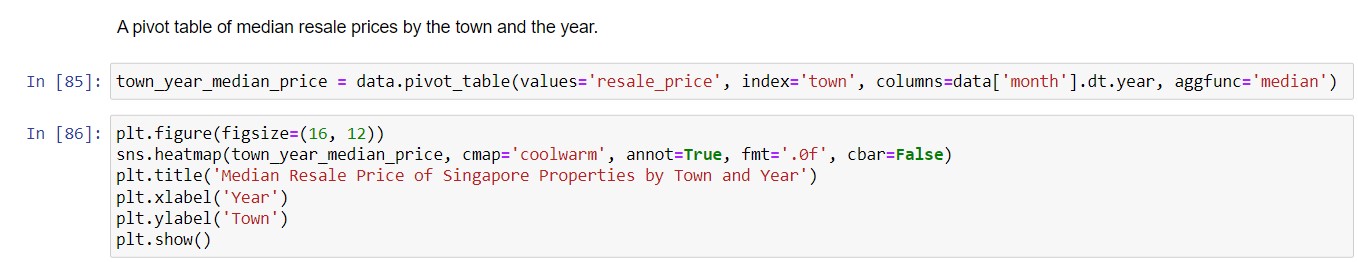 A pivot table of median resale prices by the town and the year.
In [85]: town_year_median_price = data.pivot_table(values='resale_price', index='town', columns=data['month'].dt.year, aggfunc='median')
In [86]: plt.figure(figsize=(16, 12))
sns.heatmap(town_year_median_price, cmap='coolwarm', annot=True, fmt='.0f', cbar=False)
plt.title('Median Resale Price of Singapore Properties by Town and Year')
plt.xlabel('Year')
plt.ylabel('Town')
plt.show()